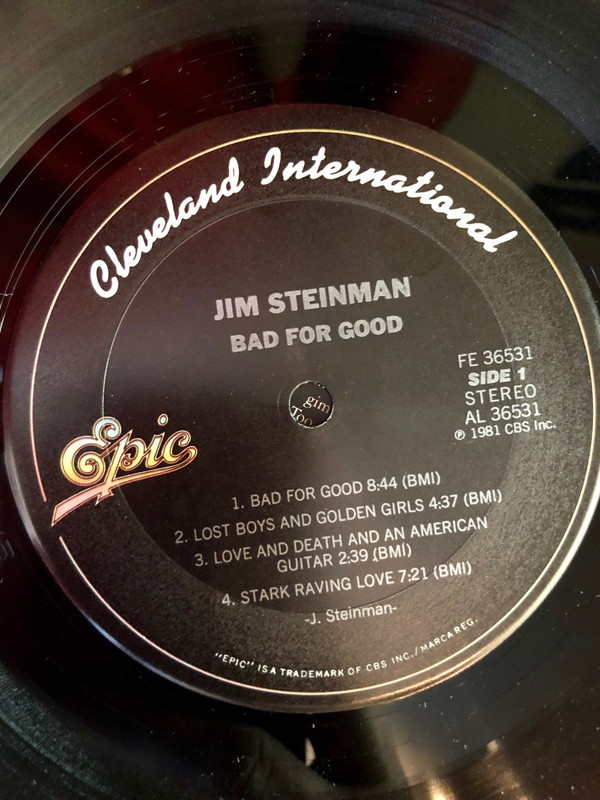 Cleveland International
JIM STEINMAN
BAD FOR GOOD
FE 36531
SIDE 1
STEREO
AL 36531
℗ 1981 CBS Inc.
Epic
gim
Too
1. BAD FOR GOOD 8:44 (BMI)
2. LOST BOYS AND GOLDEN GIRLS 4:37 (BMI)
3. LOVE AND DEATH AND AN AMERICAN
GUITAR 2:39 (BMI)
4. STARK RAVING LOVE 7:21 (BMI)
-J. Steinman-
"EPIC" IS A TRADEMARK OF CBS INC./MARCA REG.